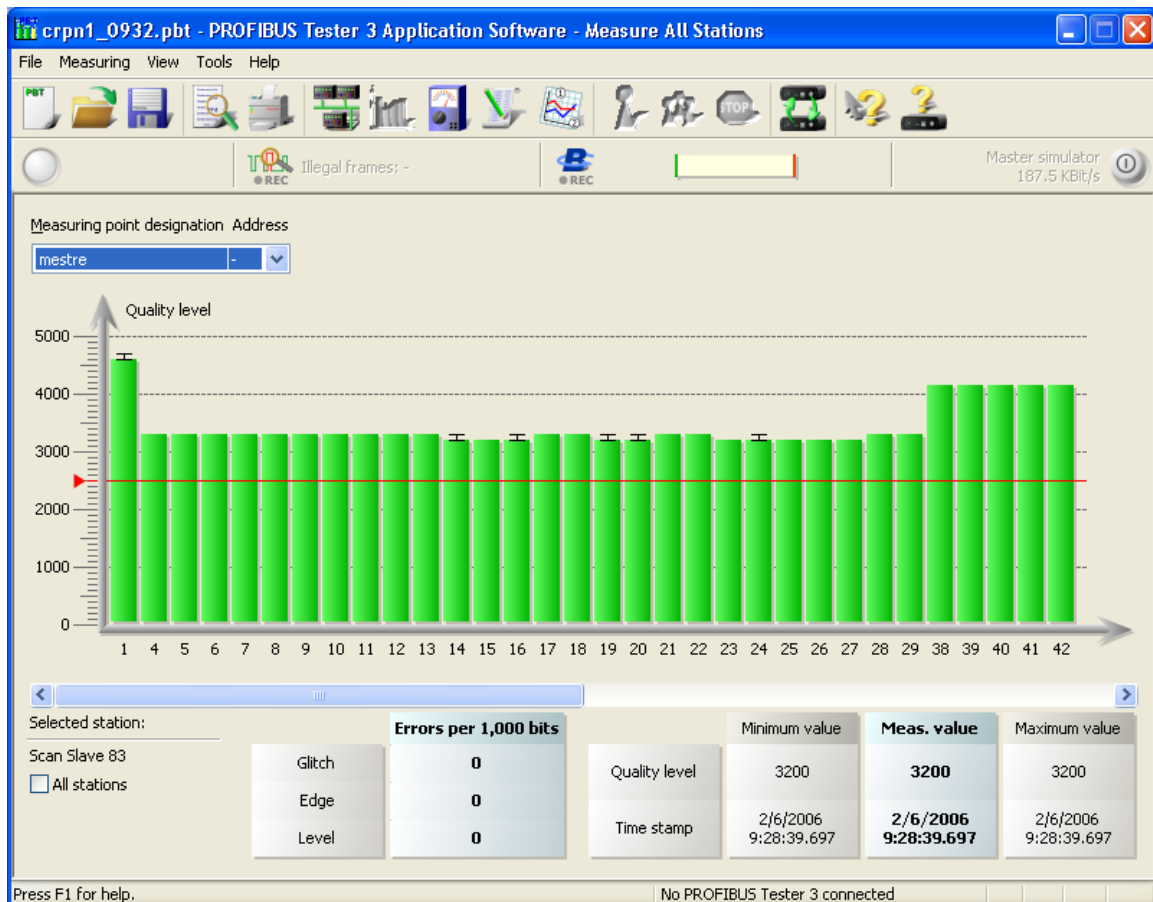 crpn1_0932.pbt - PROFIBUS Tester 3 Application Software - Measure All Stations
File Measuring View Tools Help
PBT
STOP
REC
Illegal frames: -
REC
Master simulator
187.5 KBit/s
Measuring point designation Address
mestre -
Quality level
5000
4000
3000
2000
1000
0
1 4 5 6 7 8 9 10 11 12 13 14 15 16 17 18 19 20 21 22 23 24 25 26 27 28 29 38 39 40 41 42
Selected station:
Scan Slave 83
All stations
Errors per 1,000 bits
Glitch 0
Edge 0
Level 0
Minimum value Meas. value Maximum value
Quality level 3200 3200 3200
Time stamp 2/6/2006 9:28:39.697 2/6/2006 9:28:39.697 2/6/2006 9:28:39.697
Press F1 for help.
No PROFIBUS Tester 3 connected